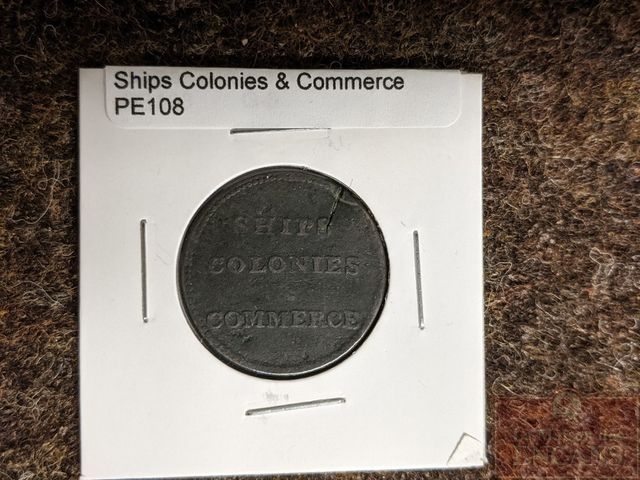 Ships Colonies & Commerce
PE108
SHIPS
COLONIES
&
COMMERCE